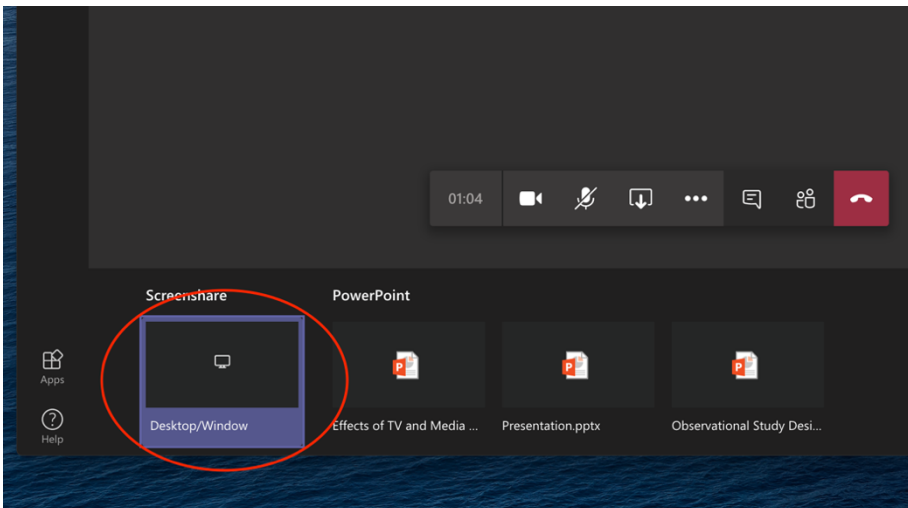 01:04
Screenshare
PowerPoint
Apps
Help
Desktop/Window
Effects of TV and Media ...
Presentation.pptx
Observational Study Desi...